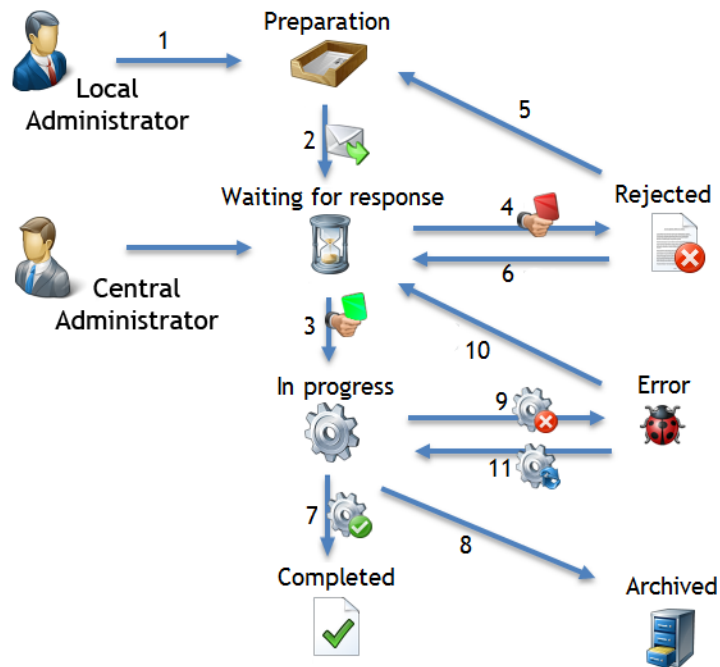 Preparation
1
Local
Administrator
5
2
Waiting for response
4
Rejected
6
Central
Administrator
3
10
In progress
9
Error
11
7
8
Completed
Archived